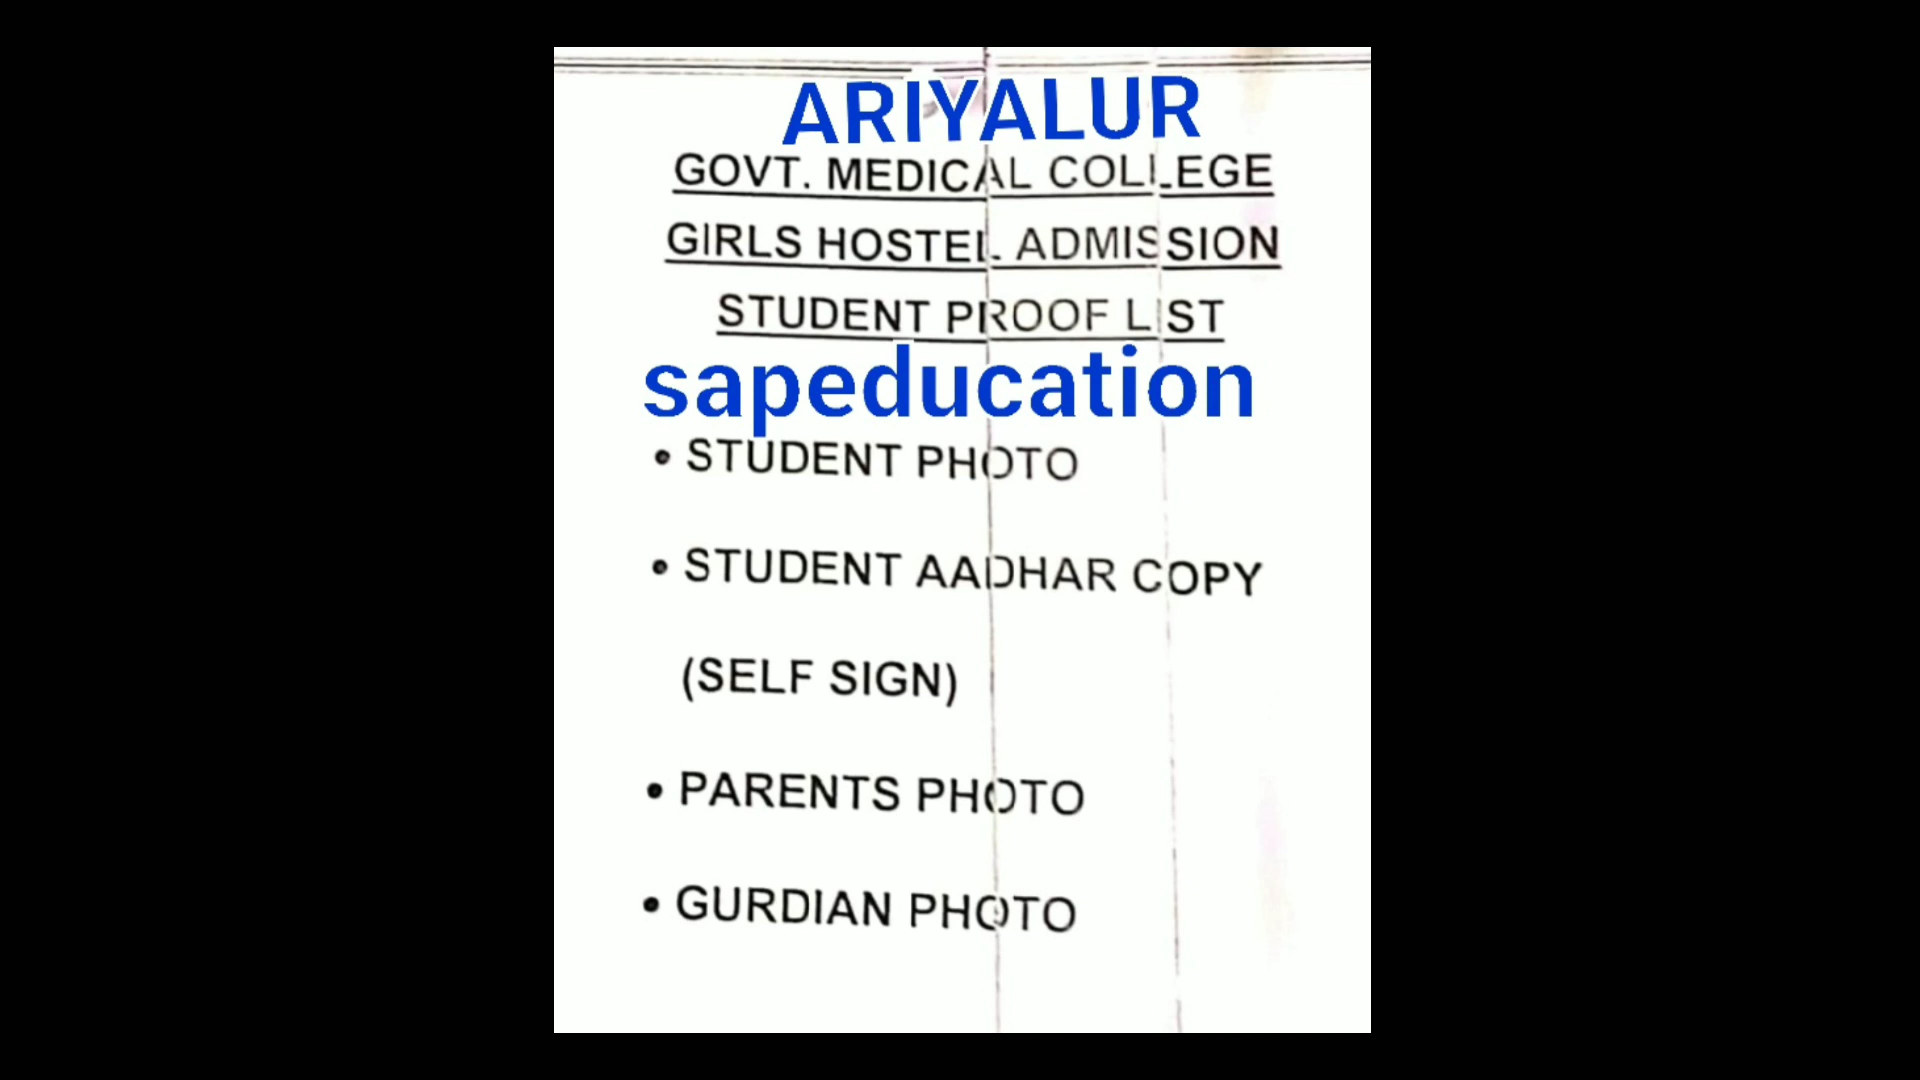 ARIYALUR
GOVT. MEDICAL COLLEGE
GIRLS HOSTEL ADMISSION
STUDENT PROOF LIST
sapeducation
• STUDENT PHOTO
• STUDENT AADHAR COPY
(SELF SIGN)
• PARENTS PHOTO
• GURDIAN PHOTO